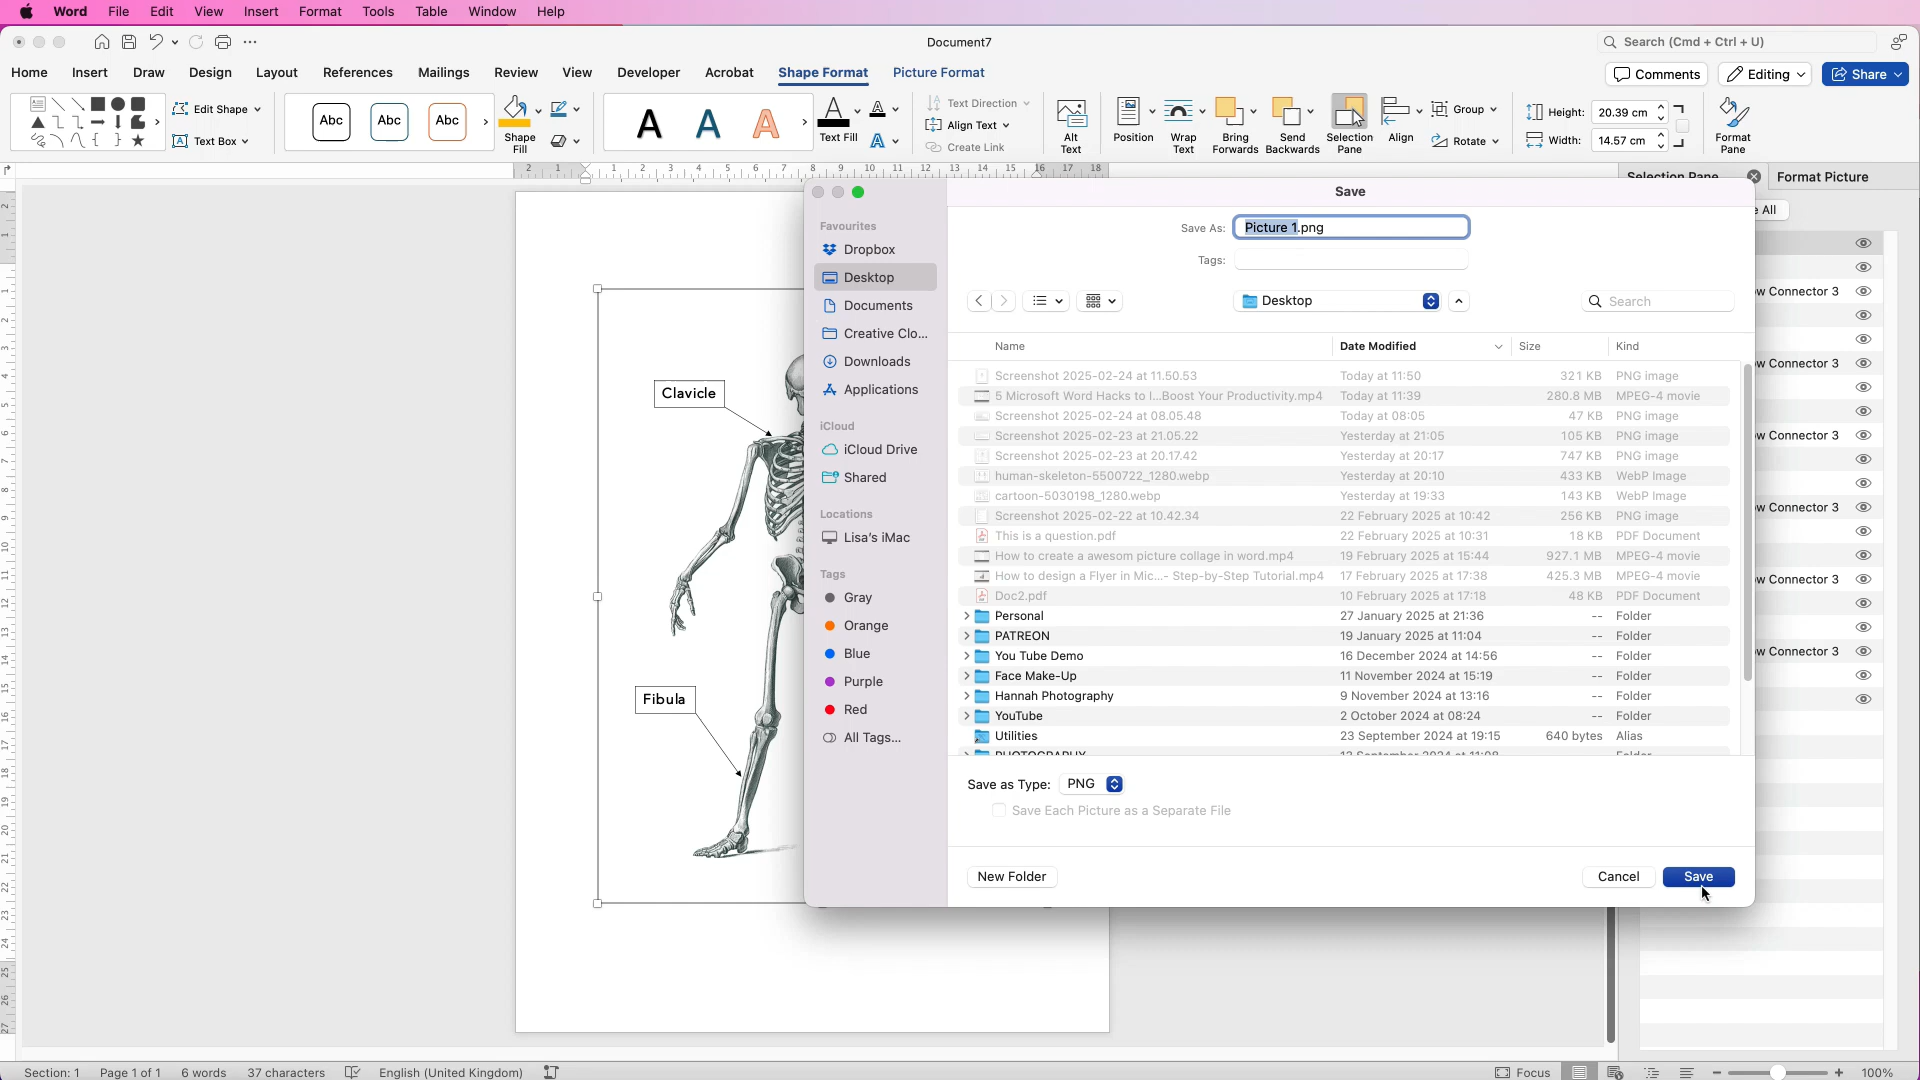 Word File Edit View Insert Format Tools Table Window Help
Document7
Search (Cmd + Ctrl + U)
Home Insert Draw Design Layout References Mailings Review View Developer Acrobat Shape Format Picture Format
Comments Editing Share
Edit Shape
Text Box
Abc Abc Abc
Shape Fill
A A A
Text Fill
Text Direction
Align Text
Create Link
Alt Text
Position
Wrap Text
Bring Forwards
Send Backwards
Selection Pane
Align
Group
Rotate
Height: 20.39 cm
Width: 14.57 cm
Format Pane
2 1 1 2 3 4 5 6 7 8 9 10 11 12 13 14 15 16 17 18
Selection Pane
Format Picture
All
Clavicle
Fibula
Save
Save As: Picture 1.png
Tags:
Favourites
Dropbox
Desktop
Documents
Creative Clo...
Downloads
Applications
iCloud
iCloud Drive
Shared
Locations
Lisa's iMac
Tags
Gray
Orange
Blue
Purple
Red
All Tags...
Desktop
Search
Name Date Modified Size Kind
Screenshot 2025-02-24 at 11.50.53 Today at 11:50 321 KB PNG image
5 Microsoft Word Hacks to I...Boost Your Productivity.mp4 Today at 11:39 280.8 MB MPEG-4 movie
Screenshot 2025-02-24 at 08.05.48 Today at 08:05 47 KB PNG image
Screenshot 2025-02-23 at 21.05.22 Yesterday at 21:05 105 KB PNG image
Screenshot 2025-02-23 at 20.17.42 Yesterday at 20:17 747 KB PNG image
human-skeleton-5500722_1280.webp Yesterday at 20:10 433 KB WebP Image
cartoon-5030198_1280.webp Yesterday at 19:33 143 KB WebP Image
Screenshot 2025-02-22 at 10.42.34 22 February 2025 at 10:42 256 KB PNG image
This is a question.pdf 22 February 2025 at 10:31 18 KB PDF Document
How to create a awesom picture collage in word.mp4 19 February 2025 at 15:44 927.1 MB MPEG-4 movie
How to design a Flyer in Mic...- Step-by-Step Tutorial.mp4 17 February 2025 at 17:38 425.3 MB MPEG-4 movie
Doc2.pdf 10 February 2025 at 17:18 48 KB PDF Document
Personal 27 January 2025 at 21:36 -- Folder
PATREON 19 January 2025 at 11:04 -- Folder
You Tube Demo 16 December 2024 at 14:56 -- Folder
Face Make-Up 11 November 2024 at 15:19 -- Folder
Hannah Photography 9 November 2024 at 13:16 -- Folder
YouTube 2 October 2024 at 08:24 -- Folder
Utilities 23 September 2024 at 19:15 640 bytes Alias
Save as Type: PNG
Save Each Picture as a Separate File
New Folder
Cancel Save
w Connector 3
w Connector 3
w Connector 3
w Connector 3
w Connector 3
w Connector 3
Section: 1 Page 1 of 1 6 words 37 characters English (United Kingdom) Focus 100%